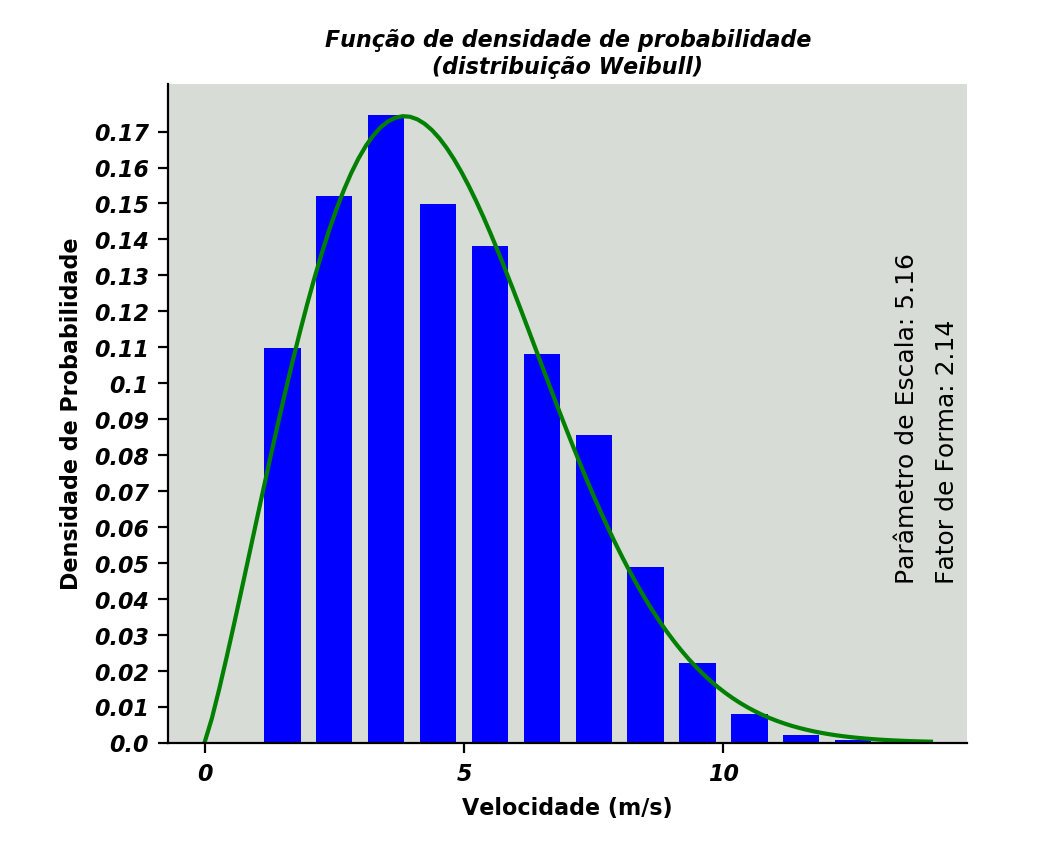 Função de densidade de probabilidade
(distribuição Weibull)
Densidade de Probabilidade
0.17
0.16
0.15
0.14
0.13
0.12
0.11
0.1
0.09
0.08
0.07
0.06
0.05
0.04
0.03
0.02
0.01
0.0
Parâmetro de Escala: 5.16
Fator de Forma: 2.14
0 5 10
Velocidade (m/s)